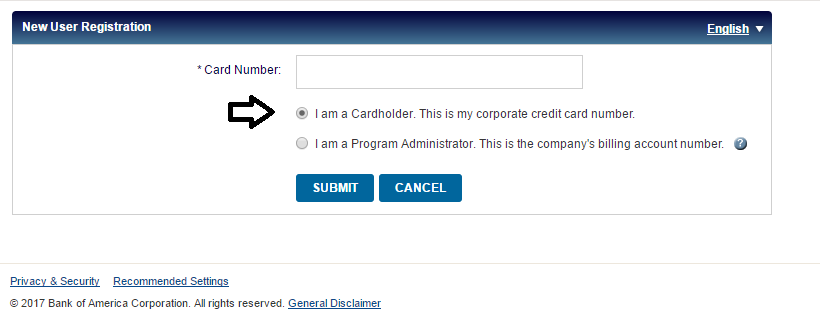 New User Registration
English
* Card Number:
I am a Cardholder. This is my corporate credit card number.
I am a Program Administrator. This is the company's billing account number. ?
SUBMIT CANCEL
Privacy & Security Recommended Settings
© 2017 Bank of America Corporation. All rights reserved. General Disclaimer